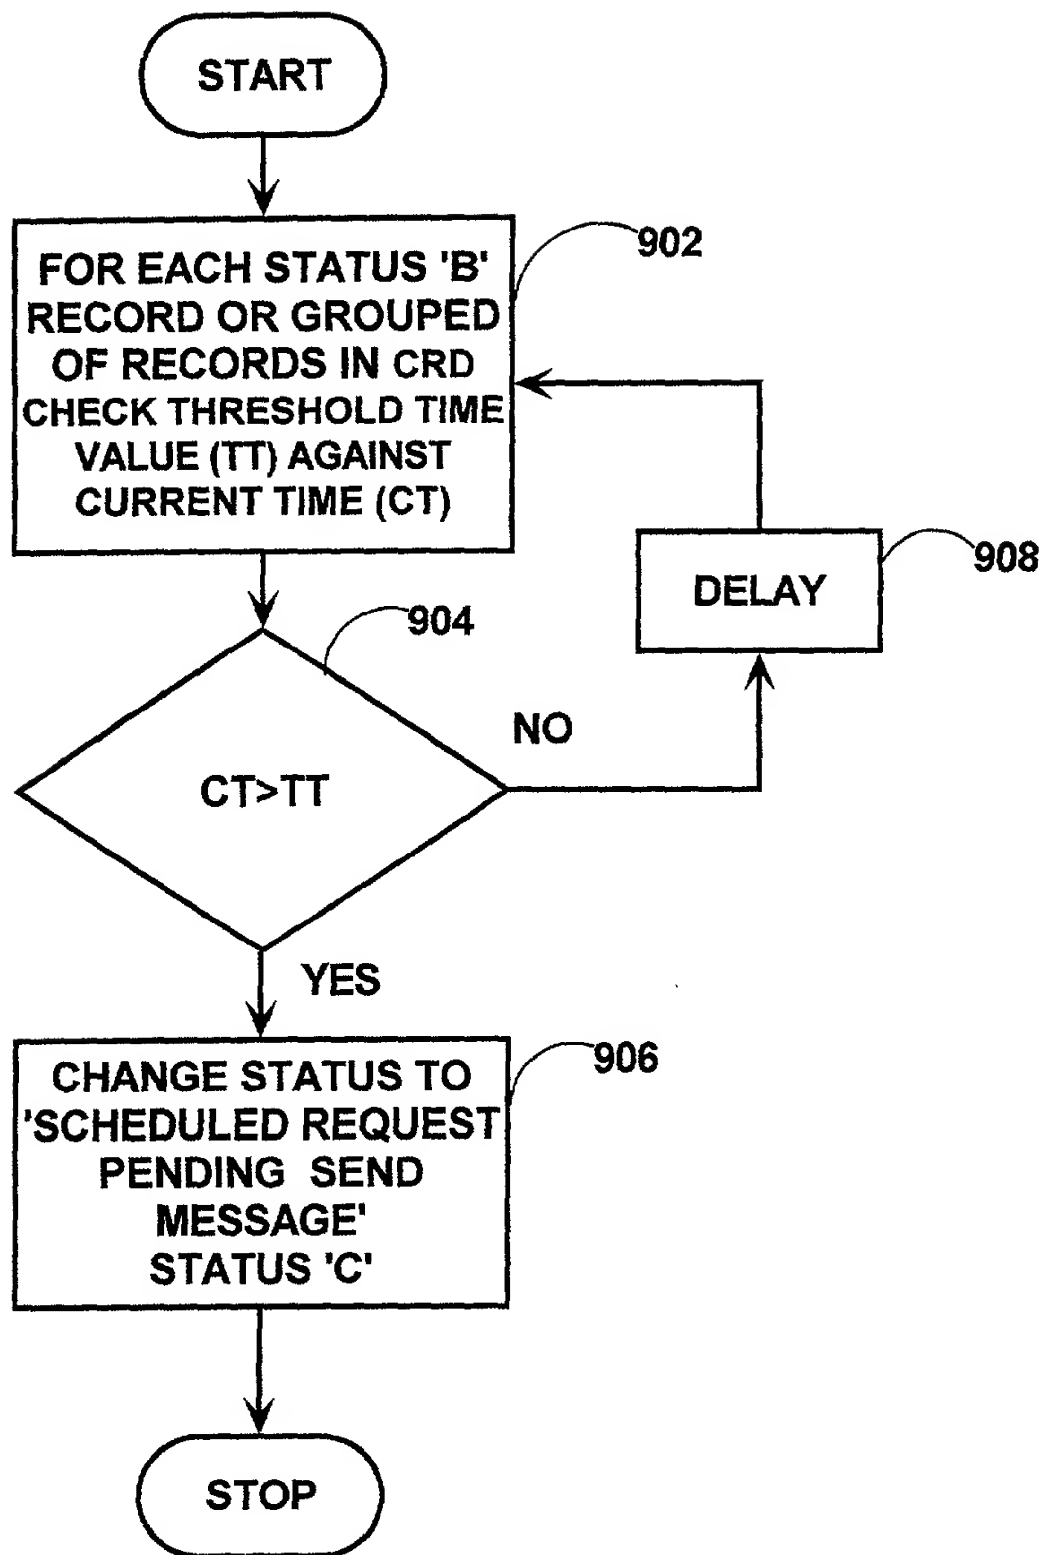 START
FOR EACH STATUS 'B'
RECORD OR GROUPED
OF RECORDS IN CRD
CHECK THRESHOLD TIME
VALUE (TT) AGAINST
CURRENT TIME (CT)
902
DELAY
908
904
CT>TT
NO
YES
CHANGE STATUS TO
'SCHEDULED REQUEST
PENDING SEND
MESSAGE'
STATUS 'C'
906
STOP